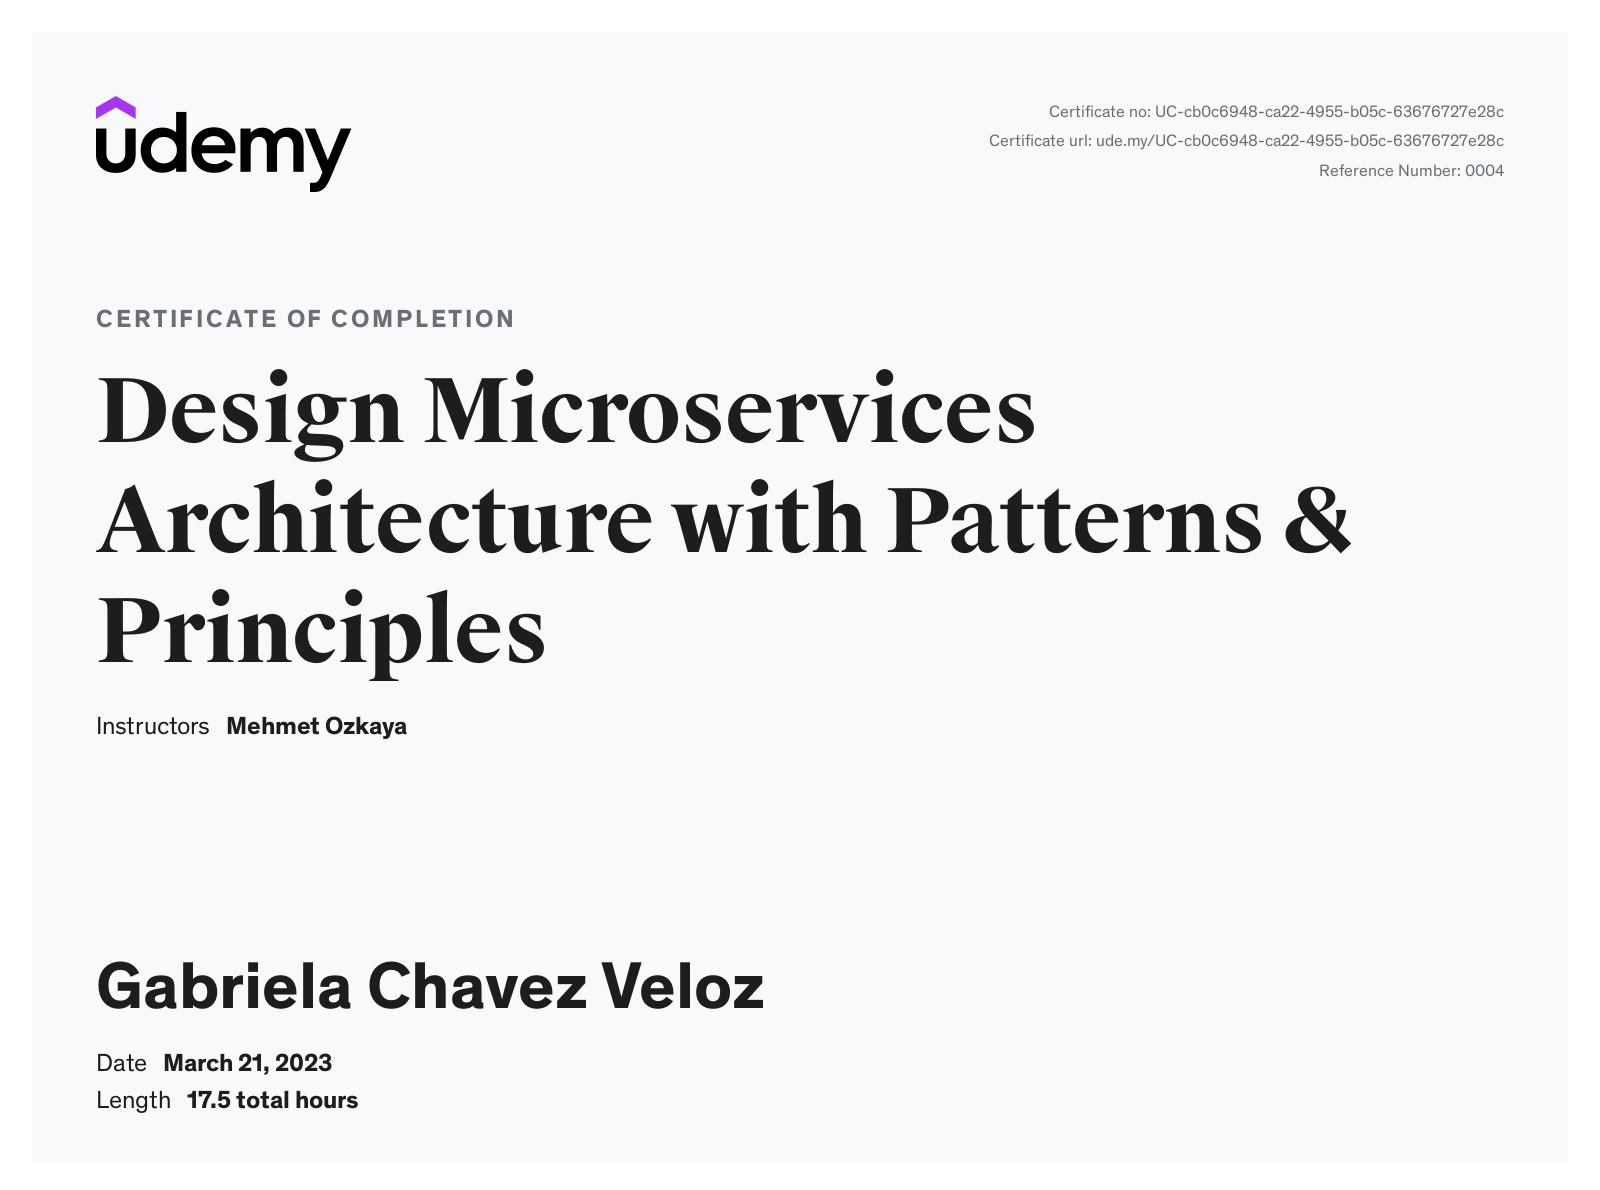 udemy
Certificate no: UC-cb0c6948-ca22-4955-b05c-63676727e28c
Certificate url: ude.my/UC-cb0c6948-ca22-4955-b05c-63676727e28c
Reference Number: 0004
CERTIFICATE OF COMPLETION
Design Microservices
Architecture with Patterns &
Principles
Instructors Mehmet Ozkaya
Gabriela Chavez Veloz
Date March 21, 2023
Length 17.5 total hours